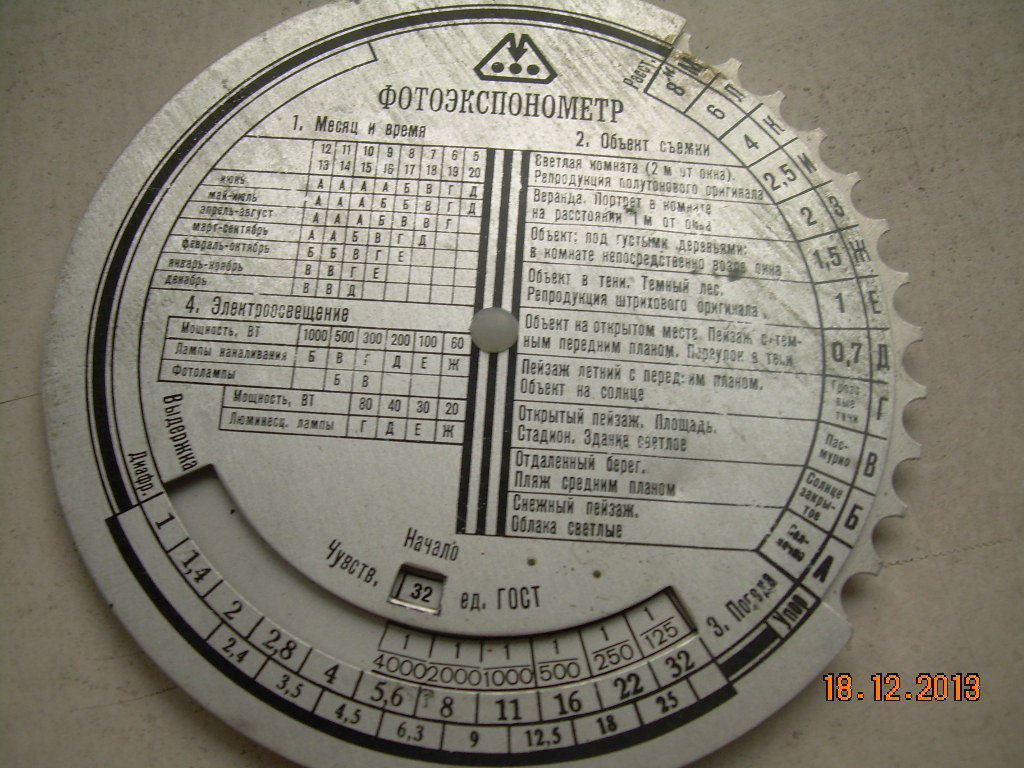 ФОТОЭКСПОНОМЕТР
1. Месяц и время
12 11 10 9 8 7 6 5
13 14 15 16 17 18 19 20
июнь А А А А Б В Г Д
май-июль А А А Б Б В Г Д
апрель-август А А А Б В В Г
март-сентябрь А А Б В Г Д
февраль-октябрь Б Б В Г Е
январь-ноябрь В В Г Е
декабрь В В Д
4. Электроосвещение
Мощность, ВТ 1000 500 300 200 100 60
Лампы накаливания Б В Г Д Е Ж
Фотолампы Б В
Мощность, ВТ 80 40 30 20
Люминесц. лампы Г Д Е Ж
2. Объект съемки
Светлая комната (2 м от окна).
Репродукция полутонового оригинала
Веранда. Портрет в комнате
на расстоянии 1 м от окна
Объект: под густыми деревьями;
в комнате непосредственно возле окна
Объект в тени. Темный лес.
Репродукция штрихового оригинала
Объект на открытом месте. Пейзаж с тем-
ным передним планом. Переулок в тени
Пейзаж летний с передним планом.
Объект на солнце
Открытый пейзаж. Площадь.
Стадион. Здание светлое
Отдаленный берег.
Пляж средним планом
Снежный пейзаж.
Облака светлые
Раст. м
8 6 4 2,5 2 1,5 1 0,7
М Л К И З Ж Е Д Г В Б А
Пас-
мурно
Солнце
закры-
тое
3. Погода
Упор
Выдержка
Диафр.
Начало
Чувств. 32 ед. ГОСТ
1/4000 1/2000 1/1000 1/500 1/250 1/125
1 1,4 2 2,8 4 5,6 8 11 16 22 32
2,4 3,5 4,5 6,3 9 12,5 18 25
18.12.2013